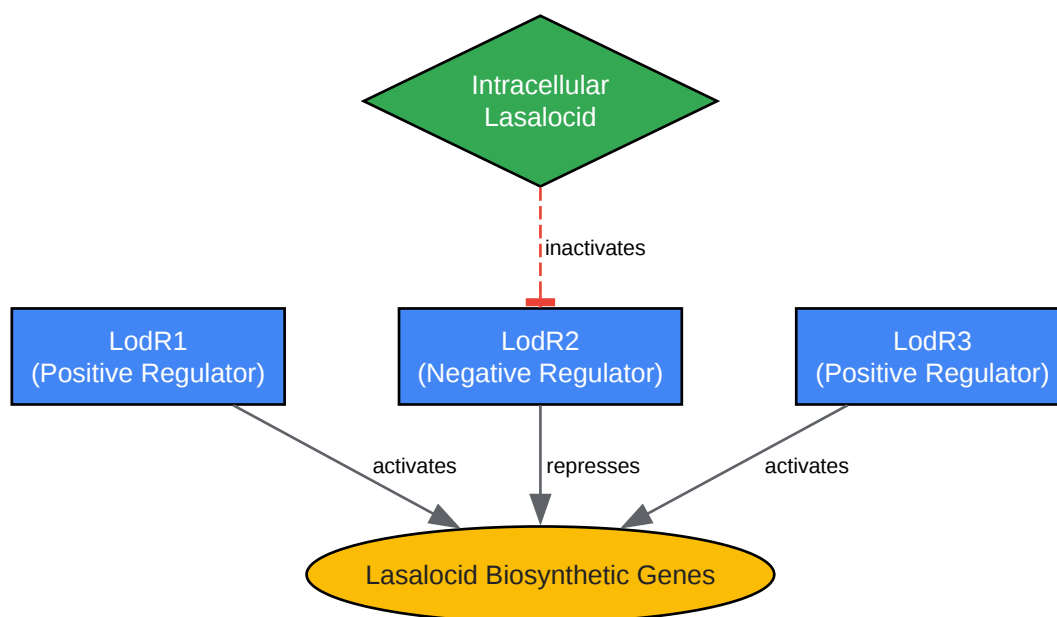 Intracellular
Lasalocid
inactivates
LodR1
(Positive Regulator)
LodR2
(Negative Regulator)
LodR3
(Positive Regulator)
activates
represses
activates
Lasalocid Biosynthetic Genes